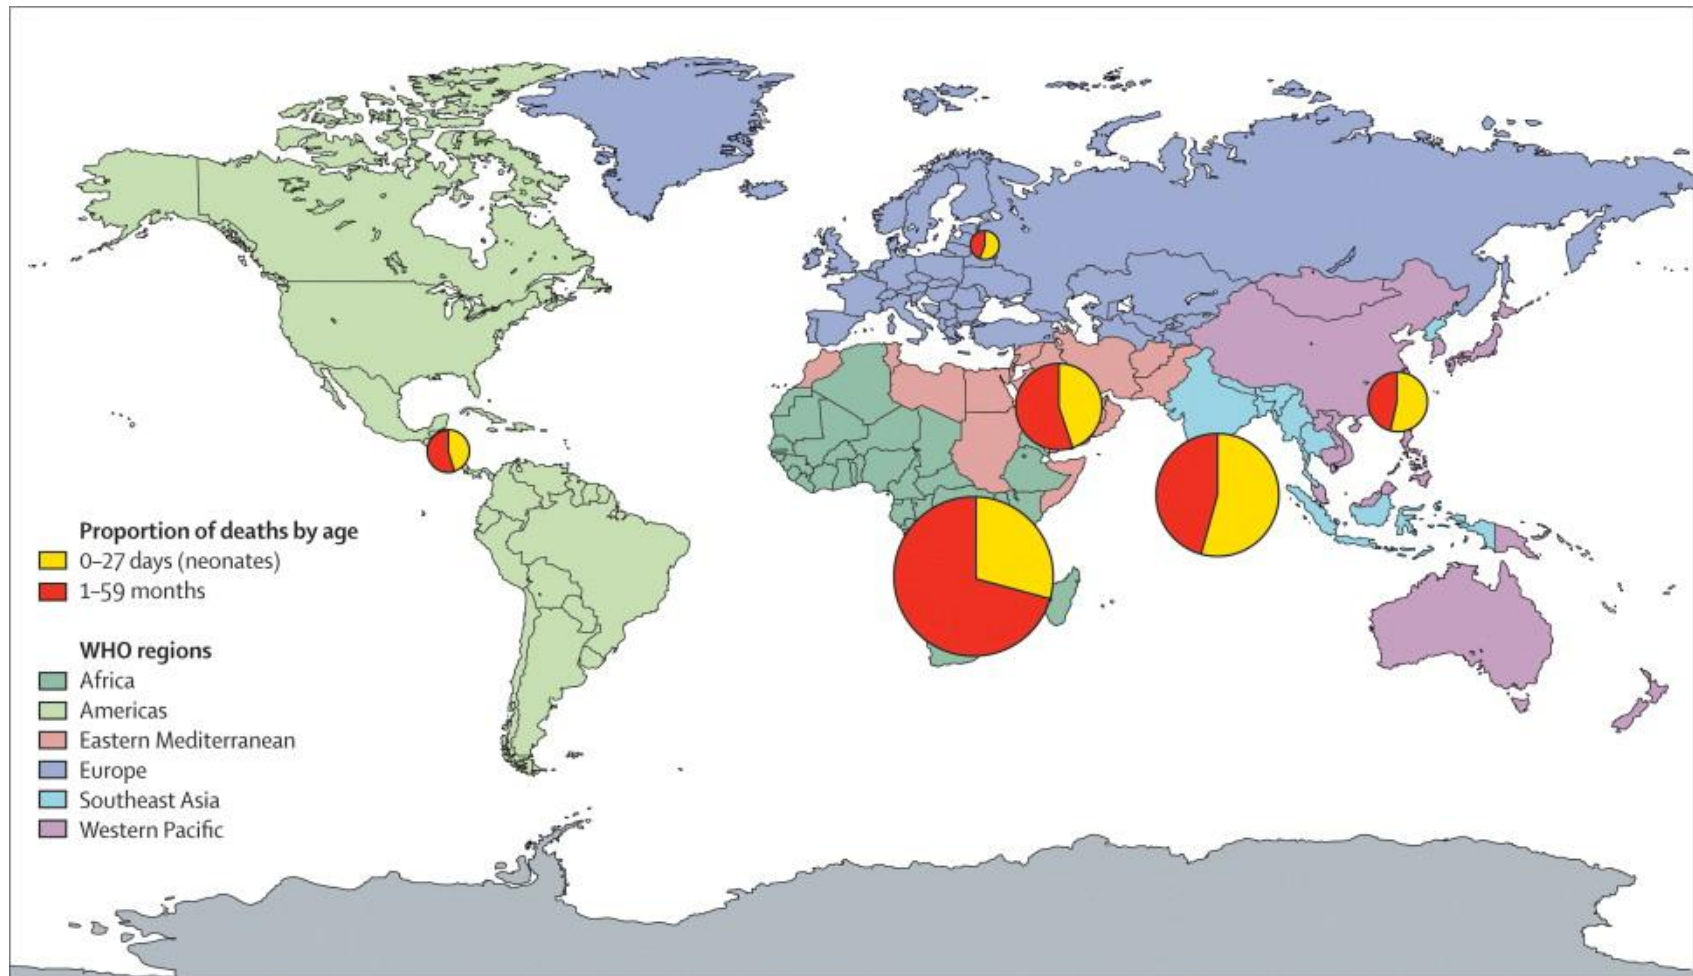 Proportion of deaths by age
0–27 days (neonates)
1–59 months
WHO regions
Africa
Americas
Eastern Mediterranean
Europe
Southeast Asia
Western Pacific